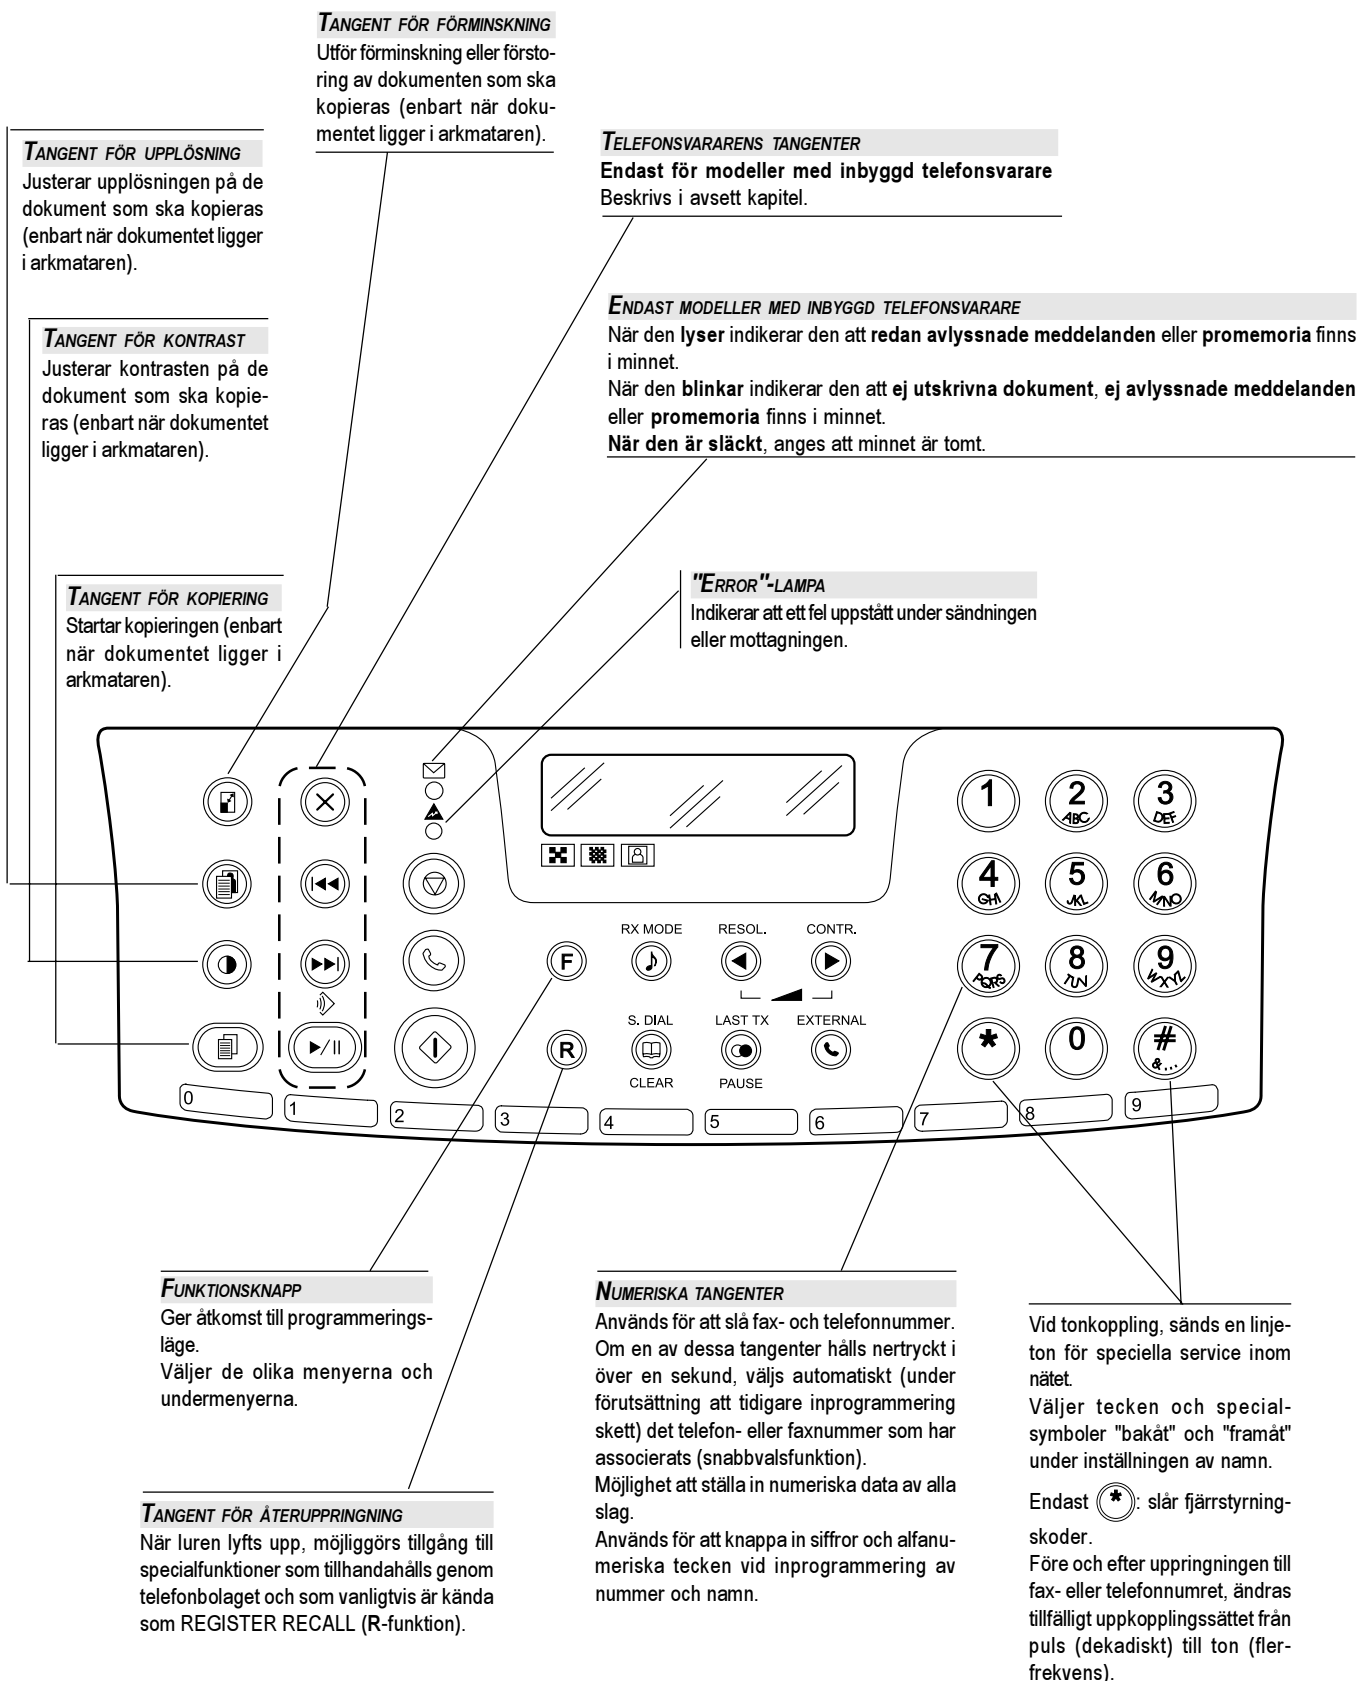 TANGENT FÖR FÖRMINSKNING
Utför förminskning eller försto-
ring av dokumenten som ska
kopieras (enbart när doku-
mentet ligger i arkmataren).
TANGENT FÖR UPPLÖSNING
Justerar upplösningen på de
dokument som ska kopieras
(enbart när dokumentet ligger
i arkmataren).
TELEFONSVARARENS TANGENTER
Endast för modeller med inbyggd telefonsvarare
Beskrivs i avsett kapitel.
ENDAST MODELLER MED INBYGGD TELEFONSVARARE
När den lyser indikerar den att redan avlyssnade meddelanden eller promemoria finns
i minnet.
När den blinkar indikerar den att ej utskrivna dokument, ej avlyssnade meddelanden
eller promemoria finns i minnet.
När den är släckt, anges att minnet är tomt.
TANGENT FÖR KONTRAST
Justerar kontrasten på de
dokument som ska kopie-
ras (enbart när dokumentet
ligger i arkmataren).
"ERROR"-LAMPA
Indikerar att ett fel uppstått under sändningen
eller mottagningen.
TANGENT FÖR KOPIERING
Startar kopieringen (enbart
när dokumentet ligger i
arkmataren).
1
2
ABC
3
DEF
4
GHI
5
JKL
6
MNO
RX MODE
RESOL.
CONTR.
F
7
PQRS
8
TUV
9
WXYZ
S. DIAL
LAST TX
EXTERNAL
R
CLEAR
PAUSE
*
0
#
&...
0
1
2
3
4
5
6
7
8
9
FUNKTIONSKNAPP
Ger åtkomst till programmerings-
läge.
Väljer de olika menyerna och
undermenyerna.
TANGENT FÖR ÅTERUPPRINGNING
När luren lyfts upp, möjliggörs tillgång till
specialfunktioner som tillhandahålls genom
telefonbolaget och som vanligtvis är kända
som REGISTER RECALL (R-funktion).
NUMERISKA TANGENTER
Används för att slå fax- och telefonnummer.
Om en av dessa tangenter hålls nertryckt i
över en sekund, väljs automatiskt (under
förutsättning att tidigare inprogrammering
skett) det telefon- eller faxnummer som har
associerats (snabbvalsfunktion).
Möjlighet att ställa in numeriska data av alla
slag.
Används för att knappa in siffror och alfanu-
meriska tecken vid inprogrammering av
nummer och namn.
Vid tonkoppling, sänds en linje-
ton för speciella service inom
nätet.
Väljer tecken och special-
symboler "bakåt" och "framåt"
under inställningen av namn.
Endast *: slår fjärrstyrning-
skoder.
Före och efter uppringningen till
fax- eller telefonnumret, ändras
tillfälligt uppkopplingssättet från
puls (dekadiskt) till ton (fler-
frekvens).